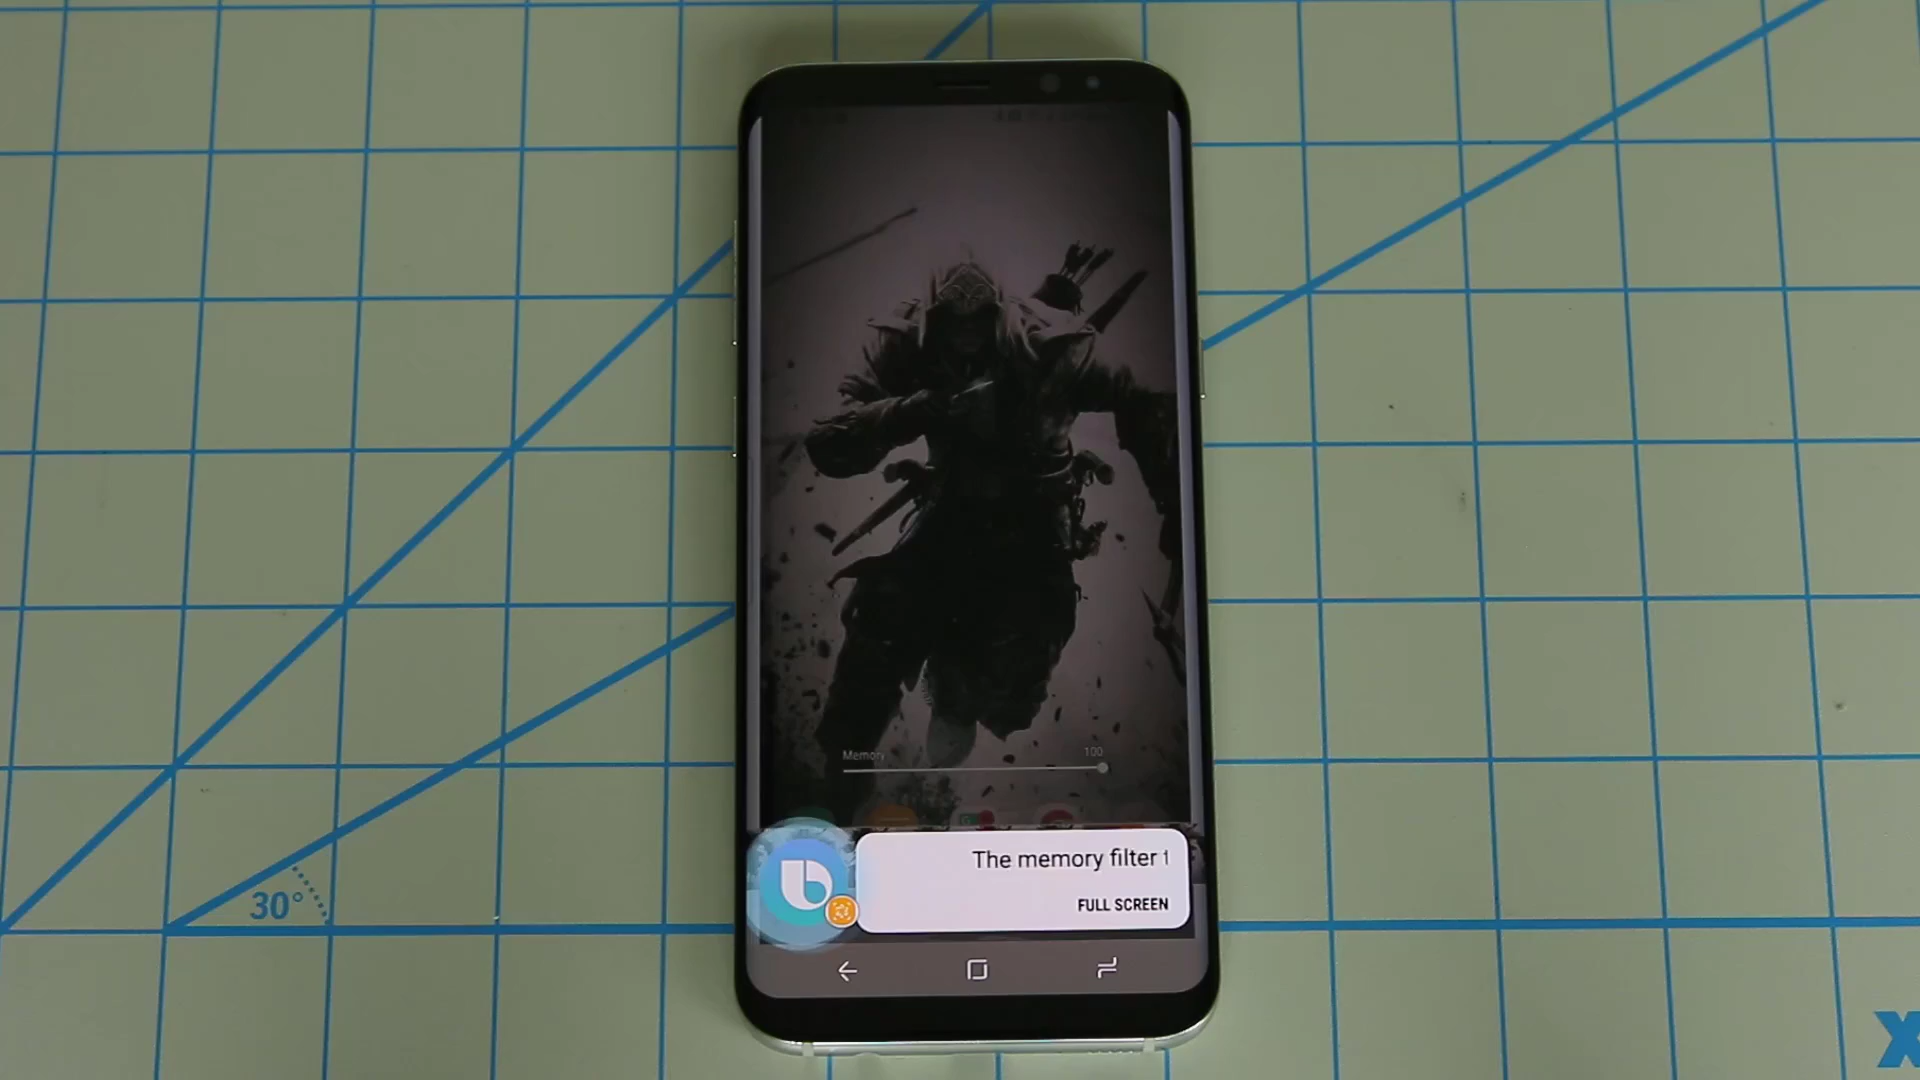 Memory
100
The memory filter
FULL SCREEN
30°
X